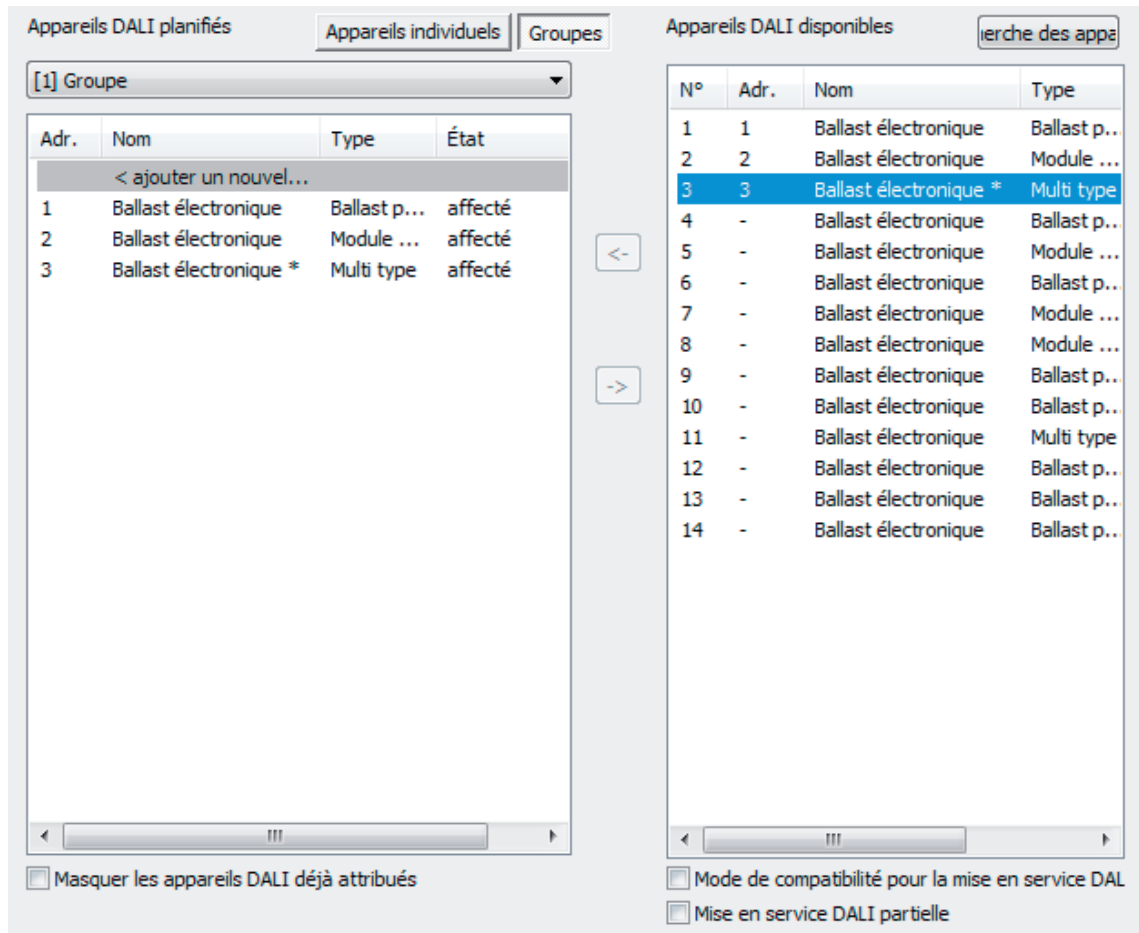 Appareils DALI planifiés
Appareils individuels
Groupes
[1] Groupe
Adr. Nom Type État
< ajouter un nouvel...
1 Ballast électronique Ballast p... affecté
2 Ballast électronique Module ... affecté
3 Ballast électronique * Multi type affecté
Masquer les appareils DALI déjà attribués
<-
->
Appareils DALI disponibles
erche des appa
N° Adr. Nom Type
1 1 Ballast électronique Ballast p...
2 2 Ballast électronique Module ...
3 3 Ballast électronique * Multi type
4 - Ballast électronique Ballast p...
5 - Ballast électronique Module ...
6 - Ballast électronique Ballast p...
7 - Ballast électronique Module ...
8 - Ballast électronique Module ...
9 - Ballast électronique Ballast p...
10 - Ballast électronique Ballast p...
11 - Ballast électronique Multi type
12 - Ballast électronique Ballast p...
13 - Ballast électronique Ballast p...
14 - Ballast électronique Ballast p...
Mode de compatibilité pour la mise en service DAL
Mise en service DALI partielle